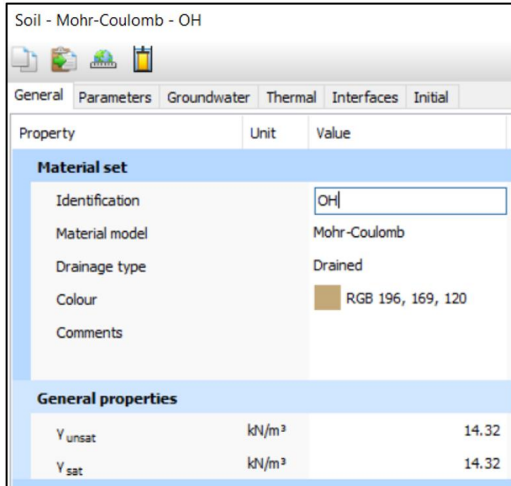 Soil - Mohr-Coulomb - OH
General Parameters Groundwater Thermal Interfaces Initial
Property Unit Value
Material set
Identification OH
Material model Mohr-Coulomb
Drainage type Drained
Colour RGB 196, 169, 120
Comments
General properties
γ unsat kN/m³ 14.32
γ sat kN/m³ 14.32